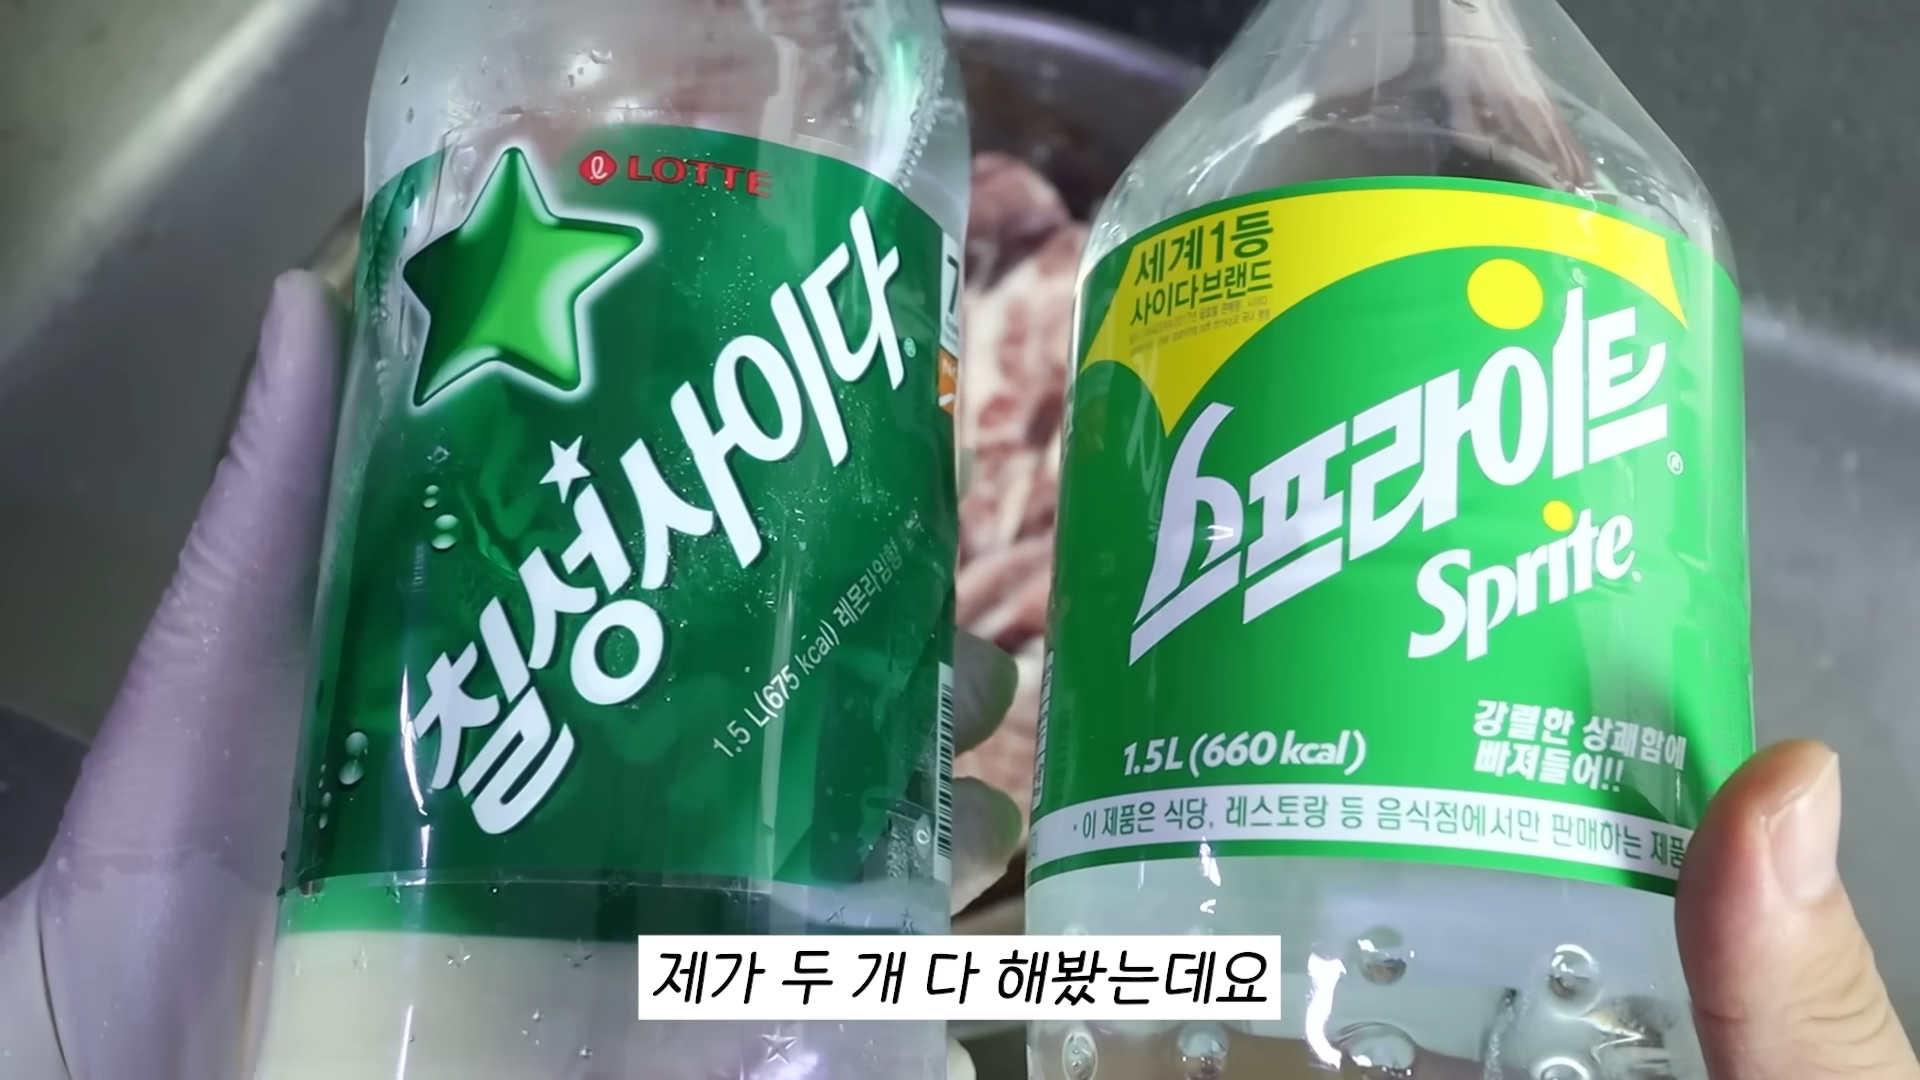 LOTTE
칠성사이다
1.5 L(675 kcal) 레몬라임향
세계1등
사이다브랜드
스프라이트
Sprite
1.5L (660 kcal)
강렬한 상쾌함에
빠져들어!!
· 이 제품은 식당, 레스토랑 등 음식점에서만 판매하는 제품
제가 두 개 다 해봤는데요